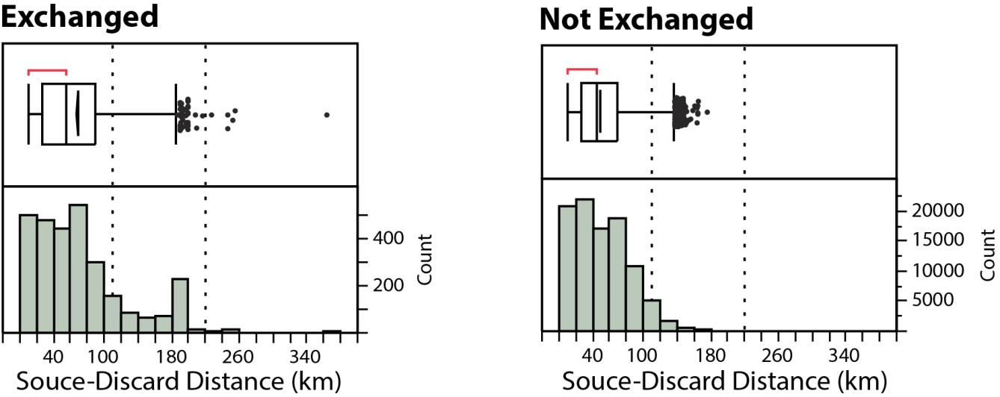 Exchanged
400
200
Count
40 100 180 260 340
Souce-Discard Distance (km)
Not Exchanged
20000
15000
10000
5000
Count
40 100 180 260 340
Souce-Discard Distance (km)